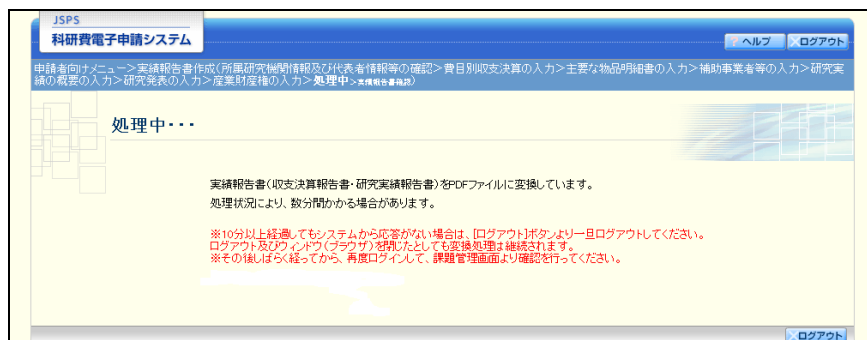 JSPS
科研費電子申請システム
? ヘルプ ×ログアウト
申請者向けメニュー>実績報告書作成(所属研究機関情報及び代表者情報等の確認>費目別収支決算の入力>主要な物品明細書の入力>補助事業者等の入力>研究実
績の概要の入力>研究発表の入力>産業財産権の入力>処理中>実績報告書確認)
処理中・・・
実績報告書(収支決算報告書・研究実績報告書)をPDFファイルに変換しています。
処理状況により、数分間かかる場合があります。
※10分以上経過してもシステムから応答がない場合は、[ログアウト]ボタンより一旦ログアウトしてください。
ログアウト及びウィンドウ(ブラウザ)を閉じたとしても変換処理は継続されます。
※その後しばらく経ってから、再度ログインして、課題管理画面より確認を行ってください。
×ログアウト